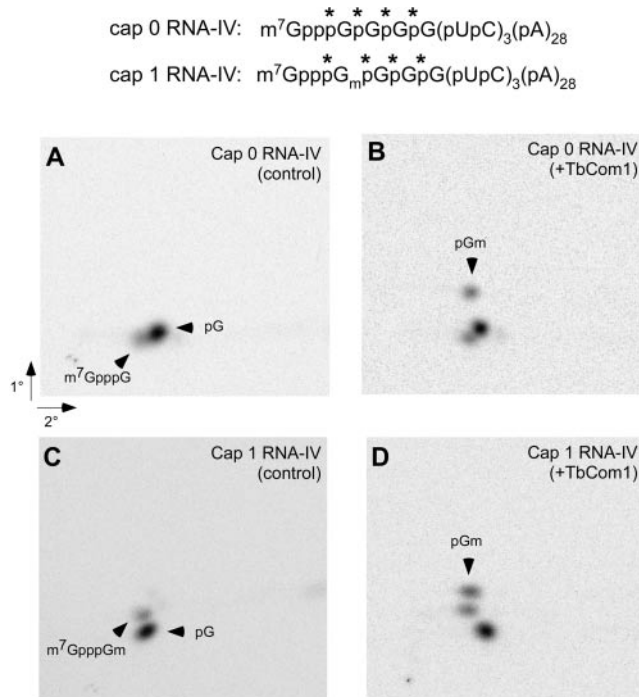 * * * *
cap 0 RNA-IV: m⁷GpppGpGpGpG(pUpC)₃(pA)₂₈
* * * *
cap 1 RNA-IV: m⁷GpppGₘpGpGpG(pUpC)₃(pA)₂₈
A
Cap 0 RNA-IV
(control)
pG
m⁷GpppG
1°
2°
B
Cap 0 RNA-IV
(+TbCom1)
pGm
C
Cap 1 RNA-IV
(control)
m⁷GpppGm
pG
D
Cap 1 RNA-IV
(+TbCom1)
pGm